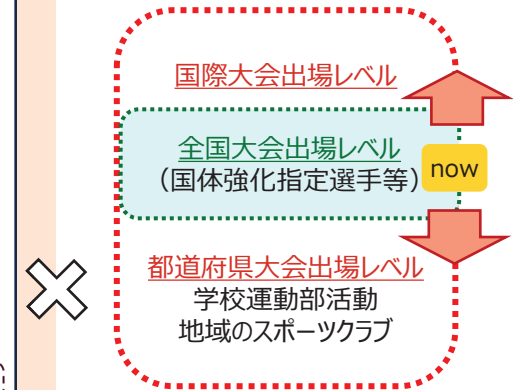 国際大会出場レベル
全国大会出場レベル
（国体強化指定選手等）
now
都道府県大会出場レベル
学校運動部活動
地域のスポーツクラブ